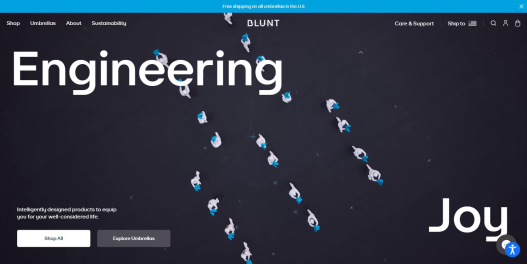 Free shipping on all umbrellas in the U.S
Shop Umbrellas About Sustainability BLUNT Care & Support Ship to
Engineering
Intelligently designed products to equip
you for your well-considered life.
Joy
Shop All Explore Umbrellas